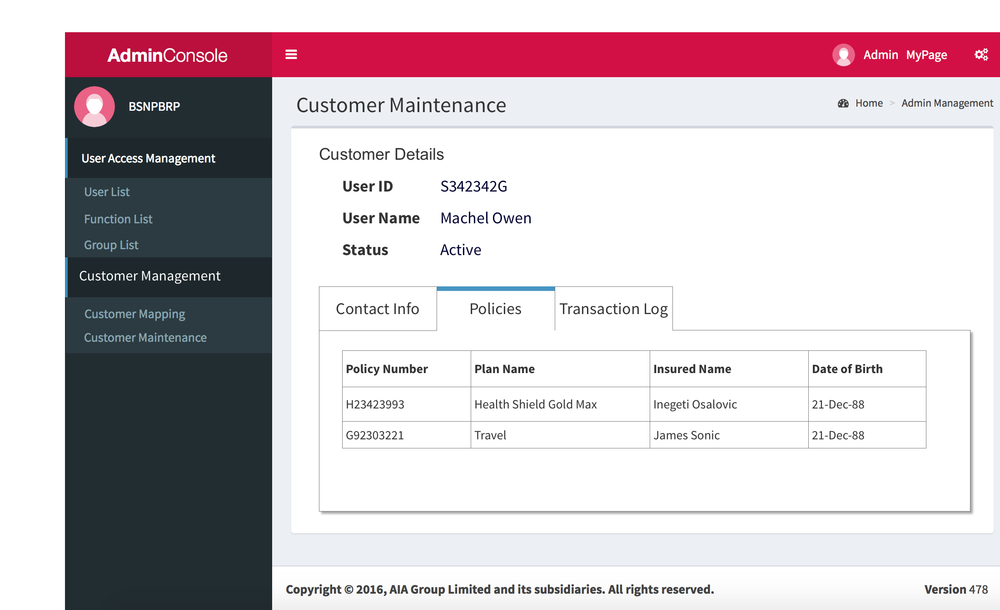 AdminConsole
Admin MyPage
BSNPBRP
User Access Management
User List
Function List
Group List
Customer Management
Customer Mapping
Customer Maintenance
Customer Maintenance
Home > Admin Management
Customer Details
User ID S342342G
User Name Machel Owen
Status Active
Contact Info Policies Transaction Log
Policy Number Plan Name Insured Name Date of Birth
H23423993 Health Shield Gold Max Inegeti Osalovic 21-Dec-88
G92303221 Travel James Sonic 21-Dec-88
Copyright © 2016, AIA Group Limited and its subsidiaries. All rights reserved. Version 478